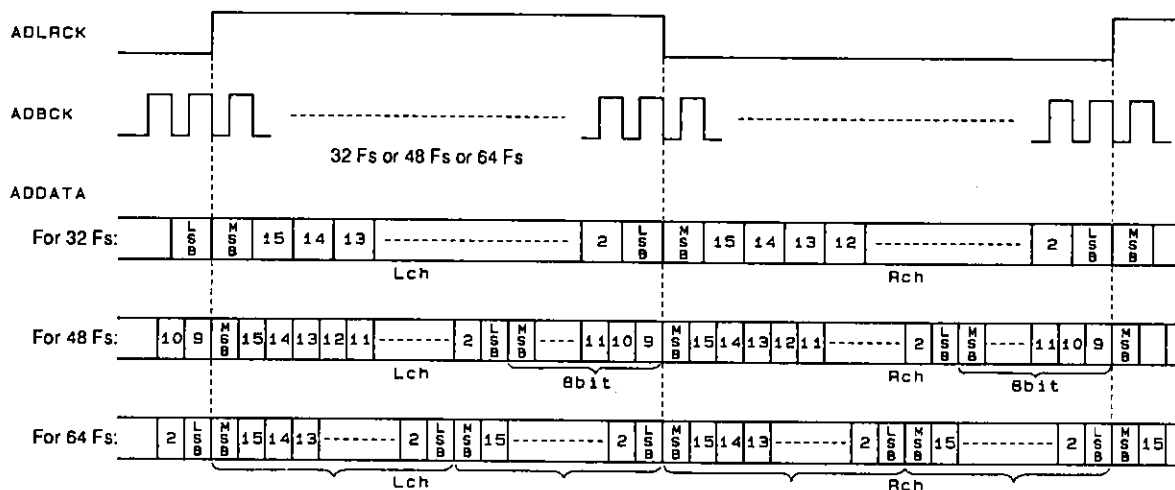 ADLRCK
ADBCK
32 Fs or 48 Fs or 64 Fs
ADDATA
For 32 Fs: LSB MSB 15 14 13 2 LSB MSB 15 14 13 12 2 LSB MSB
Lch Rch
For 48 Fs: 10 9 MSB 15 14 13 12 11 2 LSB MSB 11 10 9 MSB 15 14 13 12 11 2 LSB MSB 11 10 9 MSB
Lch 8bit Rch 8bit
For 64 Fs: 2 LSB MSB 15 14 13 2 LSB MSB 15 2 LSB MSB 15 14 13 2 LSB MSB 15 2 LSB MSB 15
Lch Rch